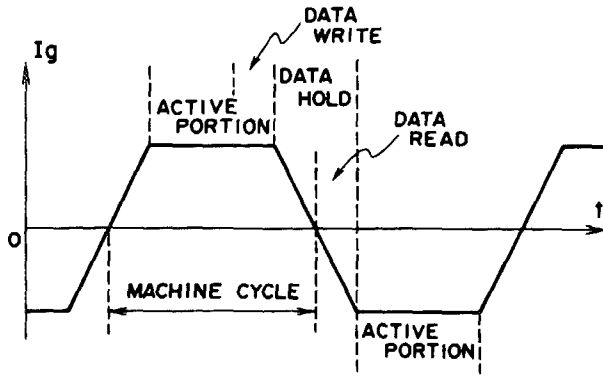 DATA
WRITE
Ig
DATA
HOLD
ACTIVE
PORTION
DATA
READ
t
O
MACHINE CYCLE
ACTIVE
PORTION